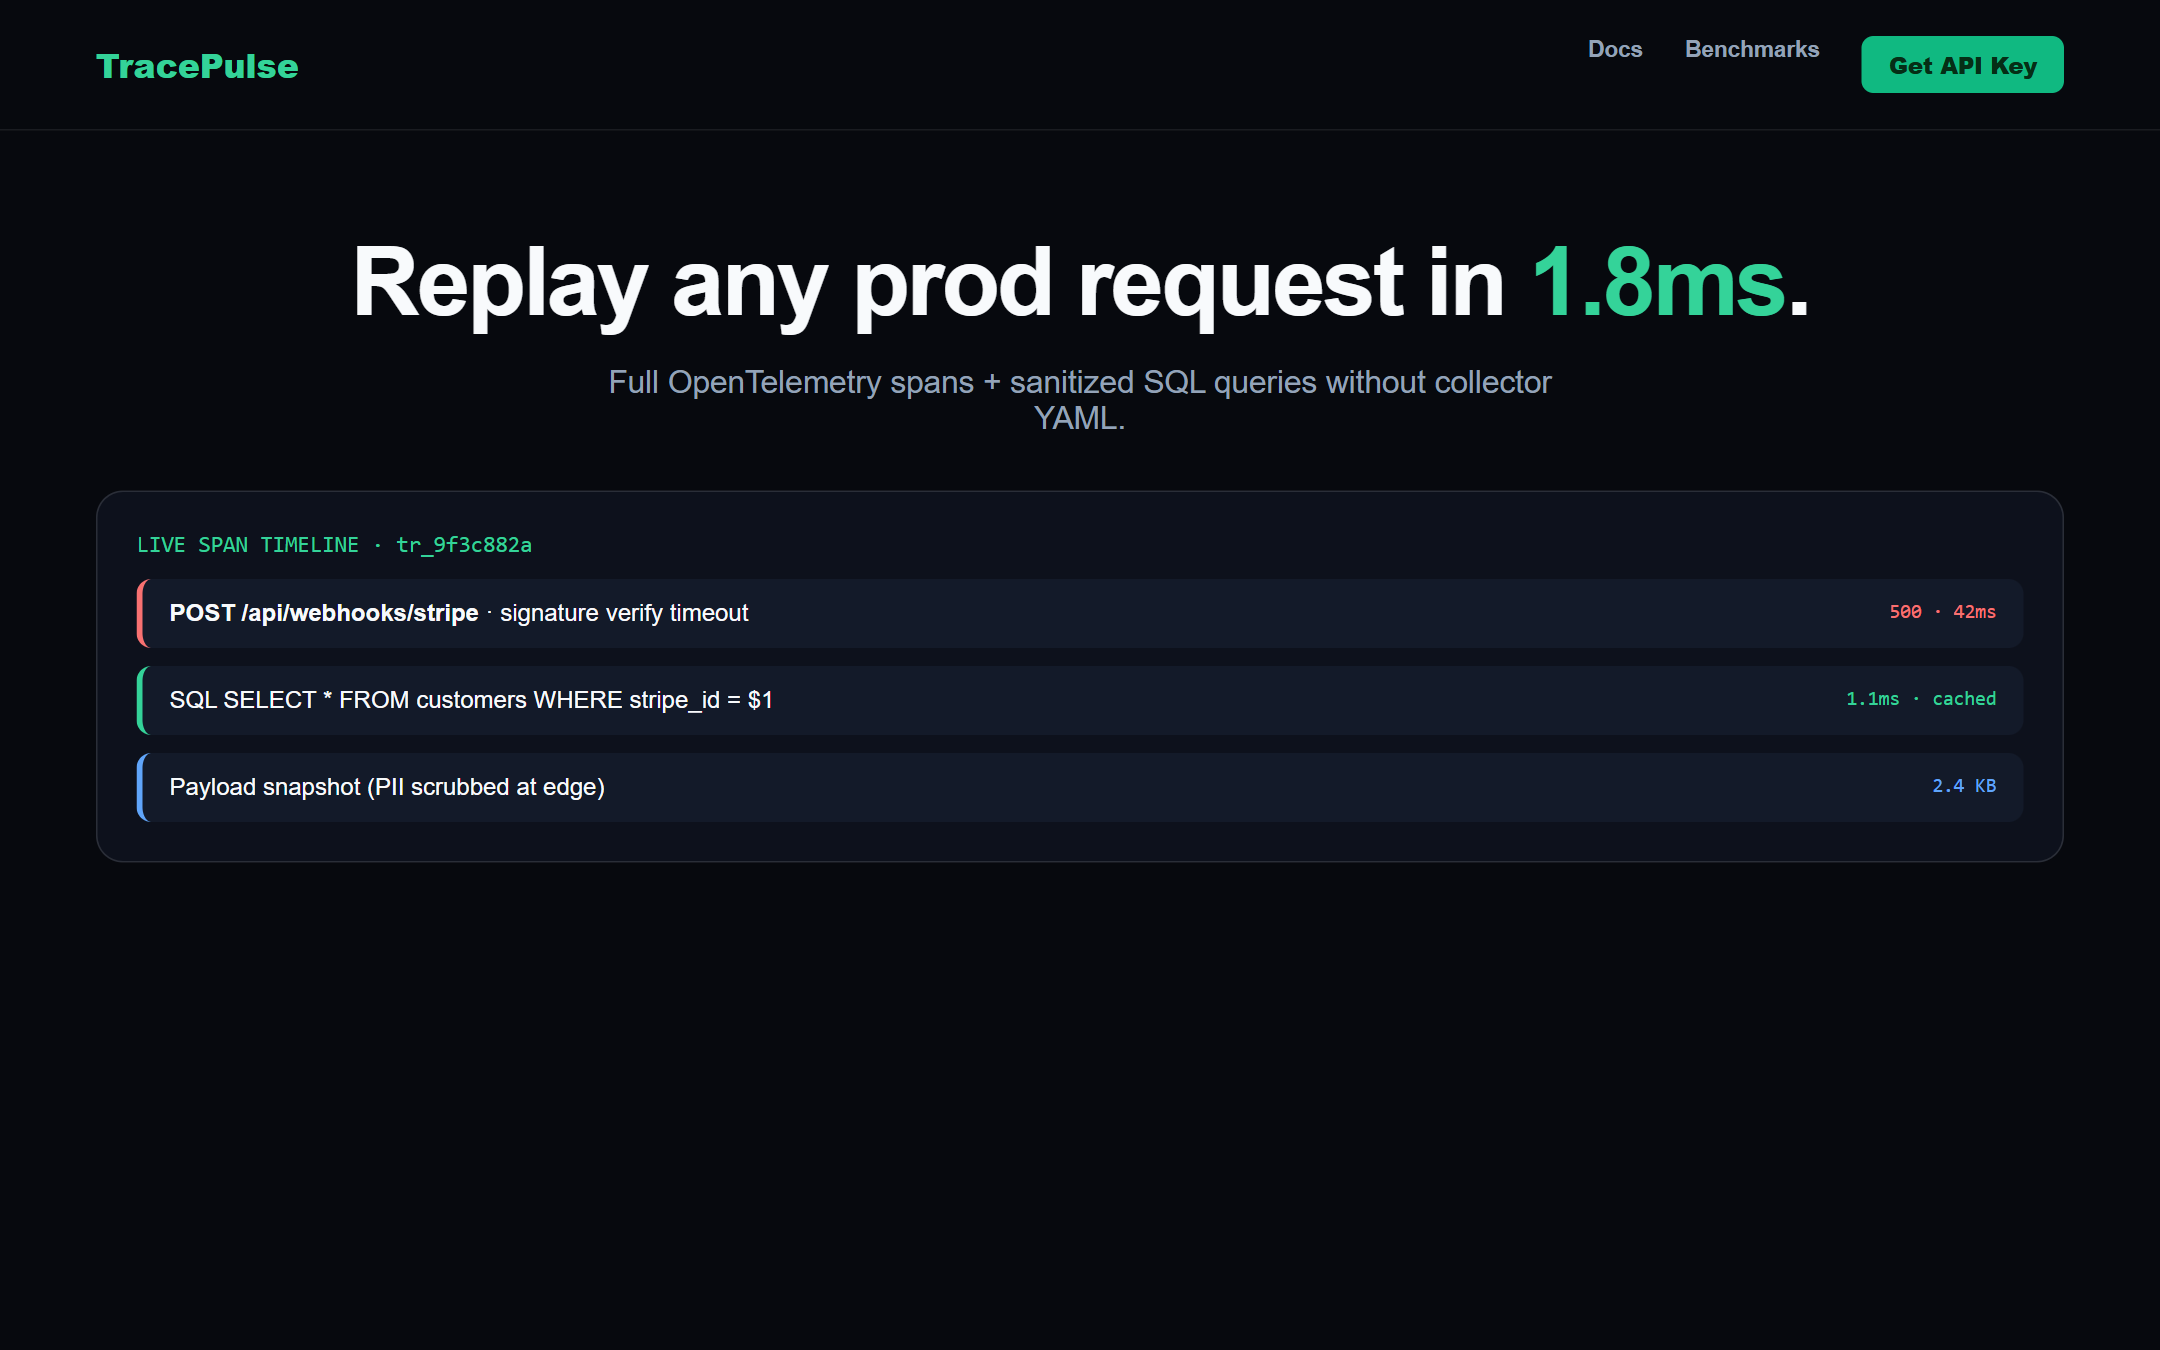 TracePulse
Docs
Benchmarks
Get API Key
Replay any prod request in 1.8ms.
Full OpenTelemetry spans + sanitized SQL queries without collector
YAML.
LIVE SPAN TIMELINE · tr_9f3c882a
POST /api/webhooks/stripe · signature verify timeout
500 · 42ms
SQL SELECT * FROM customers WHERE stripe_id = $1
1.1ms · cached
Payload snapshot (PII scrubbed at edge)
2.4 KB